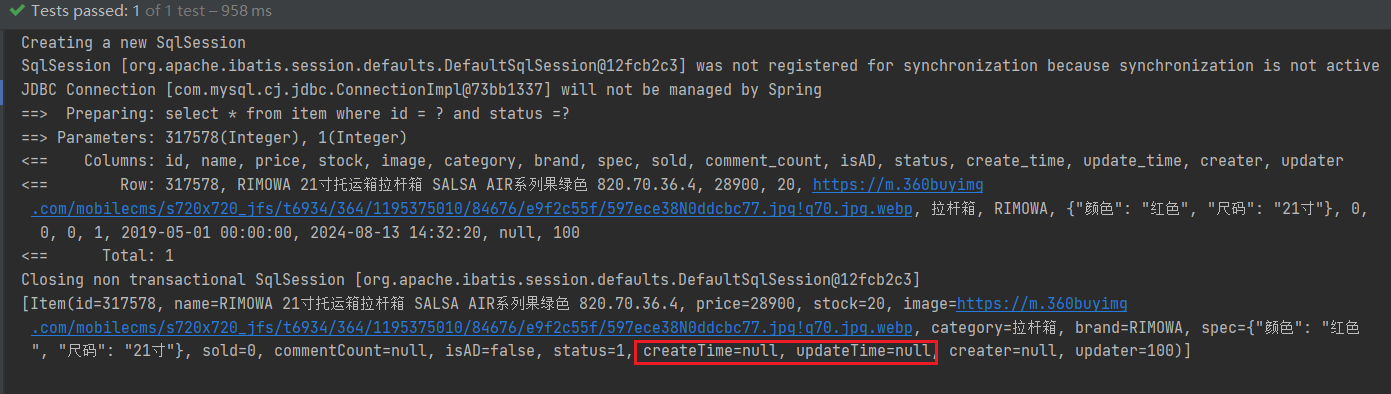 Tests passed: 1 of 1 test – 958 ms
Creating a new SqlSession
SqlSession [org.apache.ibatis.session.defaults.DefaultSqlSession@12fcb2c3] was not registered for synchronization because synchronization is not active
JDBC Connection [com.mysql.cj.jdbc.ConnectionImpl@73bb1337] will not be managed by Spring
==>  Preparing: select * from item where id = ? and status =?
==> Parameters: 317578(Integer), 1(Integer)
<==    Columns: id, name, price, stock, image, category, brand, spec, sold, comment_count, isAD, status, create_time, update_time, creater, updater
<==        Row: 317578, RIMOWA 21寸托运箱拉杆箱 SALSA AIR系列果绿色 820.70.36.4, 28900, 20, https://m.360buyimg
.com/mobilecms/s720x720_jfs/t6934/364/1195375010/84676/e9f2c55f/597ece38N0ddcbc77.jpg!q70.jpg.webp, 拉杆箱, RIMOWA, {"颜色": "红色", "尺码": "21寸"}, 0,
0, 0, 1, 2019-05-01 00:00:00, 2024-08-13 14:32:20, null, 100
<==      Total: 1
Closing non transactional SqlSession [org.apache.ibatis.session.defaults.DefaultSqlSession@12fcb2c3]
[Item(id=317578, name=RIMOWA 21寸托运箱拉杆箱 SALSA AIR系列果绿色 820.70.36.4, price=28900, stock=20, image=https://m.360buyimg
.com/mobilecms/s720x720_jfs/t6934/364/1195375010/84676/e9f2c55f/597ece38N0ddcbc77.jpg!q70.jpg.webp, category=拉杆箱, brand=RIMOWA, spec={"颜色": "红色
", "尺码": "21寸"}, sold=0, commentCount=null, isAD=false, status=1, createTime=null, updateTime=null, creater=null, updater=100)]